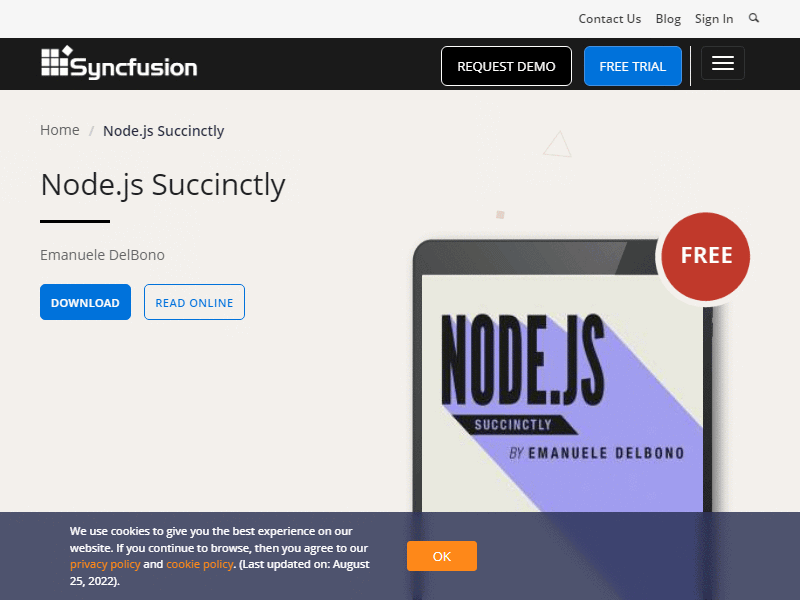 Contact Us Blog Sign In
Syncfusion
REQUEST DEMO
FREE TRIAL
Home / Node.js Succinctly
Node.js Succinctly
Emanuele DelBono
DOWNLOAD
READ ONLINE
FREE
NODE.JS
SUCCINCTLY
BY EMANUELE DELBONO
We use cookies to give you the best experience on our
website. If you continue to browse, then you agree to our
privacy policy and cookie policy. (Last updated on: August
25, 2022).
OK